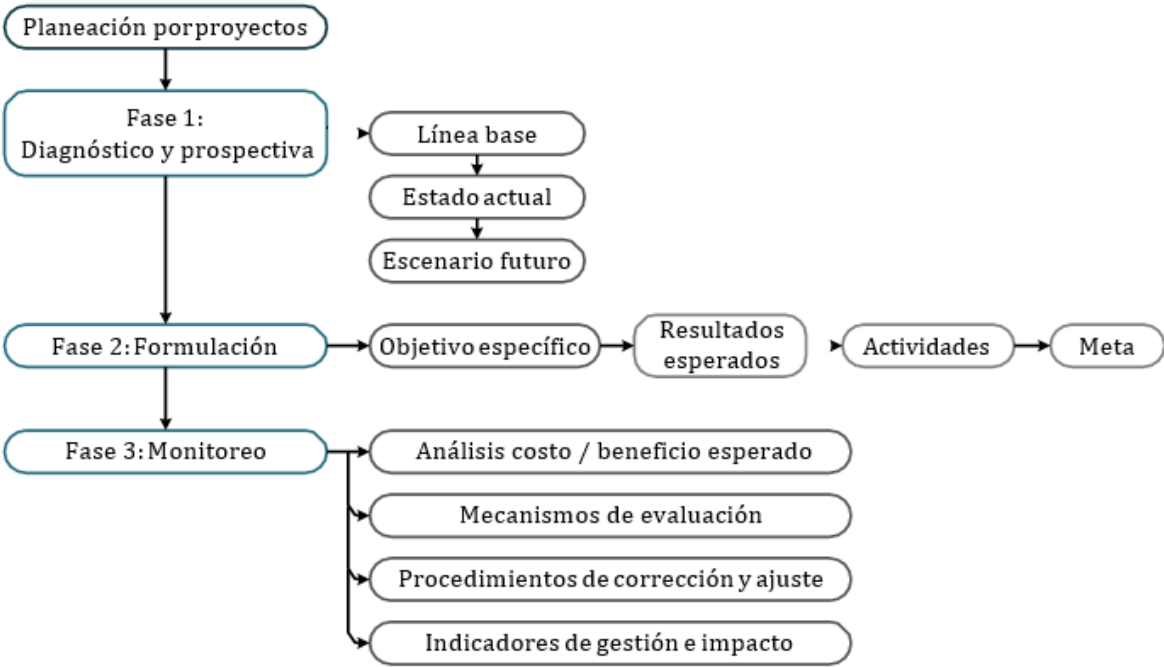 Planeación porproyectos
Fase 1:
Diagnóstico y prospectiva
Línea base
Estado actual
Escenario futuro
Fase 2: Formulación
Objetivo específico
Resultados
esperados
Actividades
Meta
Fase 3: Monitoreo
Análisis costo / beneficio esperado
Mecanismos de evaluación
Procedimientos de corrección y ajuste
Indicadores de gestión e impacto